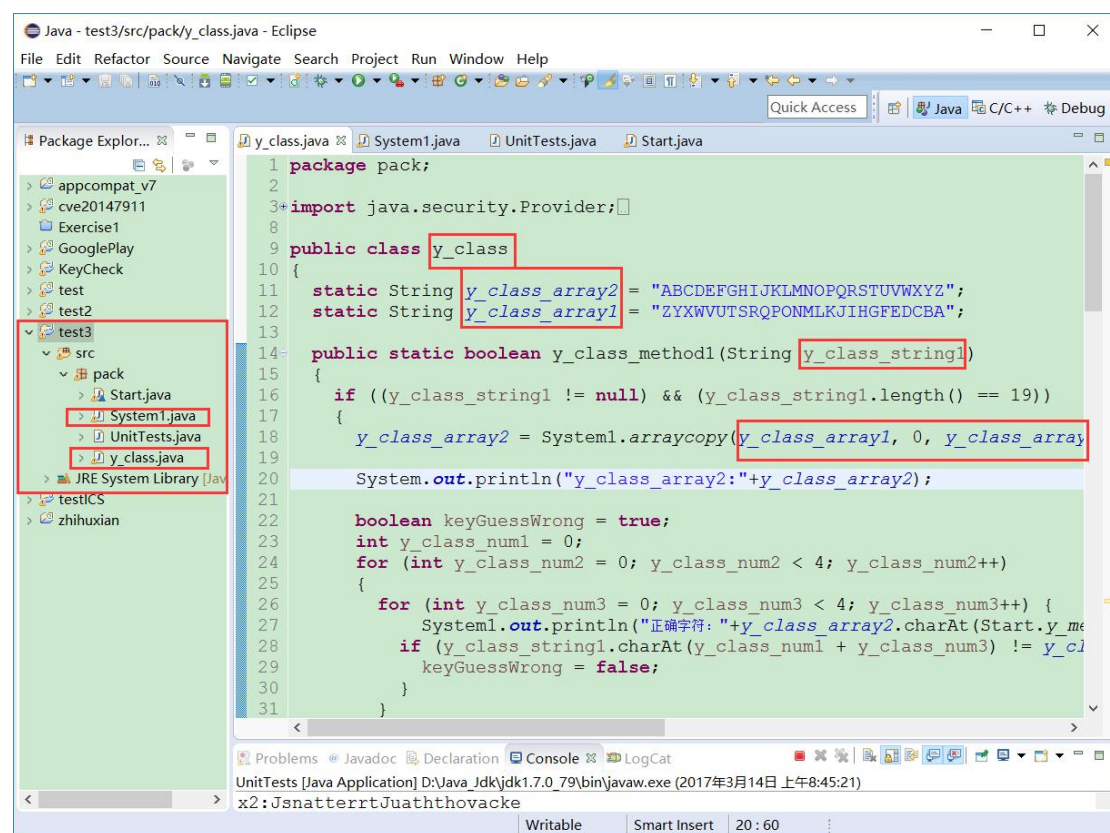 Java - test3/src/pack/y_class.java - Eclipse
File Edit Refactor Source Navigate Search Project Run Window Help
Quick Access Java C/C++ Debug
Package Explor...
appcompat_v7
cve20147911
Exercise1
GooglePlay
KeyCheck
test
test2
test3
src
pack
Start.java
System1.java
UnitTests.java
y_class.java
JRE System Library [Jav
testICS
zhihuxian
y_class.java System1.java UnitTests.java Start.java
1 package pack;
2
3 import java.security.Provider;
8
9 public class y_class
10 {
11 static String y_class_array2 = "ABCDEFGHIJKLMNOPQRSTUVWXYZ";
12 static String y_class_array1 = "ZYXWVUTSRQPONMLKJIHGFEDCBA";
13
14 public static boolean y_class_method1(String y_class_string1)
15 {
16 if ((y_class_string1 != null) && (y_class_string1.length() == 19))
17 {
18 y_class_array2 = System1.arraycopy(y_class_array1, 0, y_class_array
19
20 System.out.println("y_class_array2:"+y_class_array2);
21
22 boolean keyGuessWrong = true;
23 int y_class_num1 = 0;
24 for (int y_class_num2 = 0; y_class_num2 < 4; y_class_num2++)
25 {
26 for (int y_class_num3 = 0; y_class_num3 < 4; y_class_num3++) {
27 System1.out.println("正确字符："+y_class_array2.charAt(Start.y_me
28 if (y_class_string1.charAt(y_class_num1 + y_class_num3) != y_cl
29 keyGuessWrong = false;
30 }
31 }
Problems Javadoc Declaration Console LogCat
UnitTests [Java Application] D:\Java_Jdk\jdk1.7.0_79\bin\javaw.exe (2017年3月14日 上午8:45:21)
x2:JsnatterrtJuaththovacke
Writable Smart Insert 20 : 60